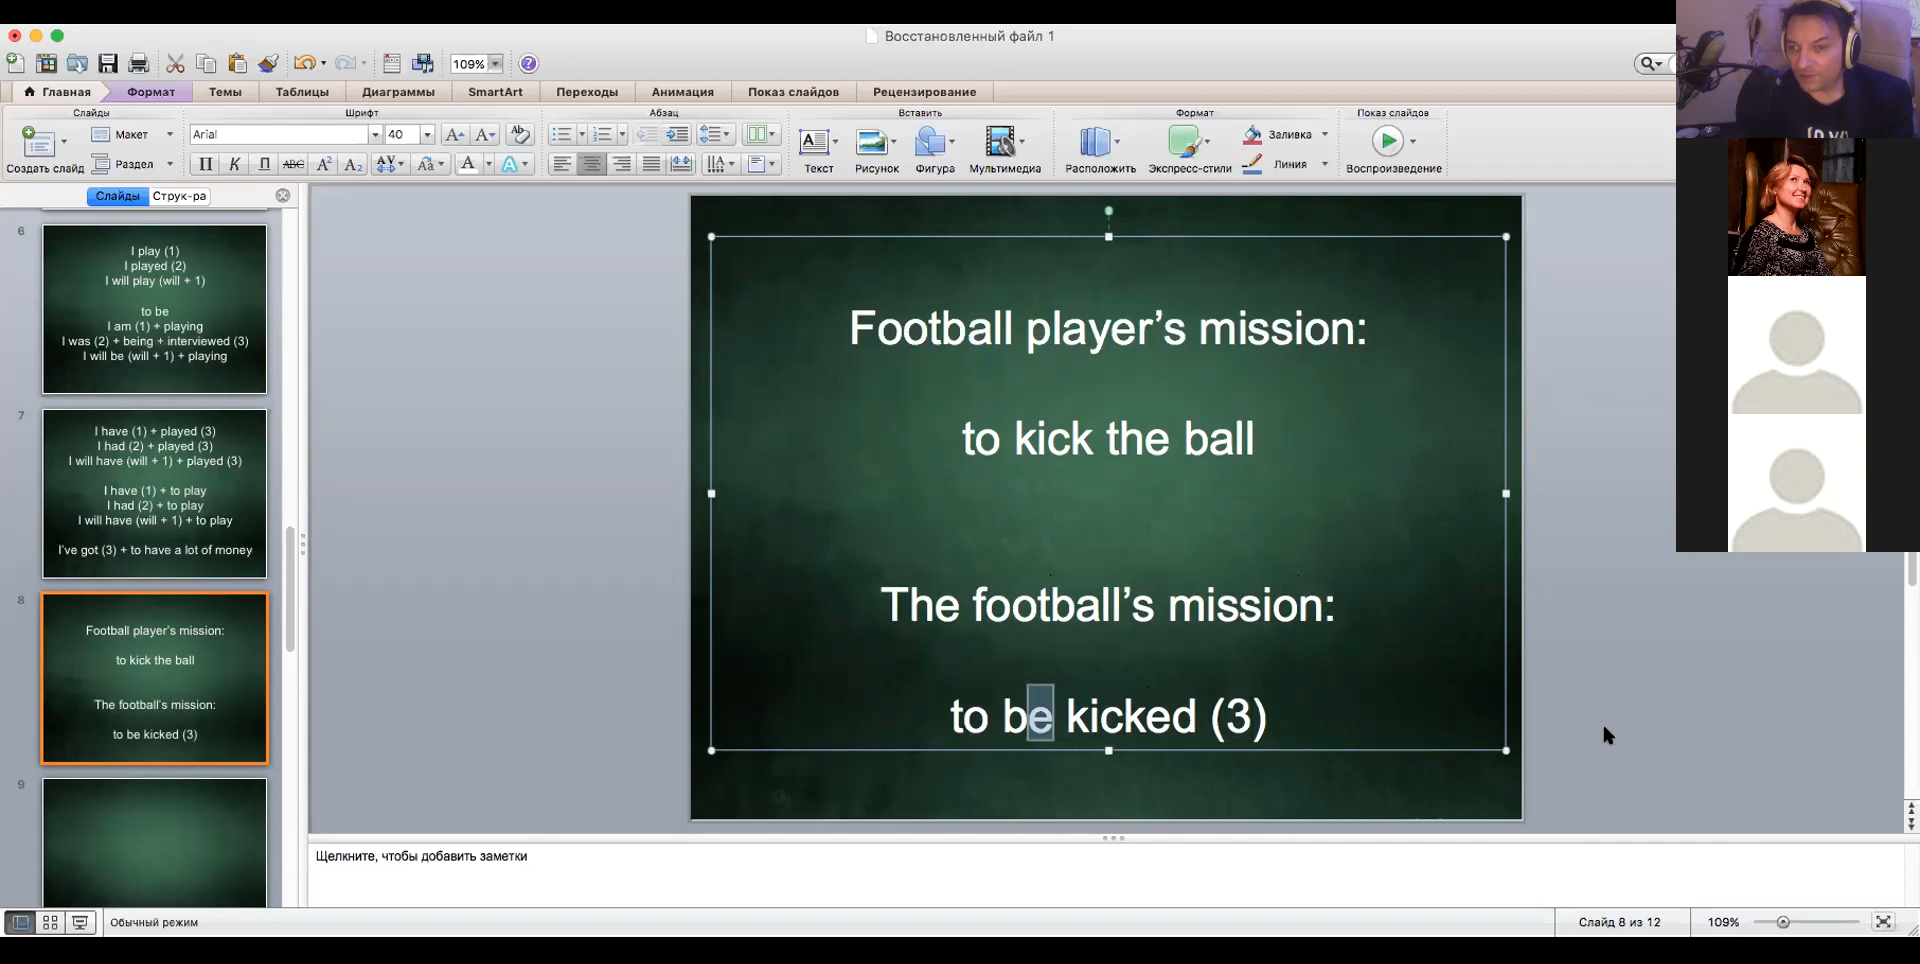 Восстановленный файл 1
109%
Главная
Формат
Темы
Таблицы
Диаграммы
SmartArt
Переходы
Анимация
Показ слайдов
Рецензирование
Слайды
Шрифт
Абзац
Вставить
Формат
Показ слайдов
Создать слайд
Макет
Раздел
Arial
40
Текст
Рисунок
Фигура
Мультимедиа
Расположить
Экспресс-стили
Заливка
Линия
Воспроизведение
Слайды
Струк-ра
6
I play (1)
I played (2)
I will play (will + 1)
to be
I am (1) + playing
I was (2) + being + interviewed (3)
I will be (will + 1) + playing
7
I have (1) + played (3)
I had (2) + played (3)
I will have (will + 1) + played (3)
I have (1) + to play
I had (2) + to play
I will have (will + 1) + to play
I've got (3) + to have a lot of money
8
Football player's mission:
to kick the ball
The football's mission:
to be kicked (3)
9
Football player’s mission:
to kick the ball
The football’s mission:
to be kicked (3)
Щелкните, чтобы добавить заметки
Обычный режим
Слайд 8 из 12
109%